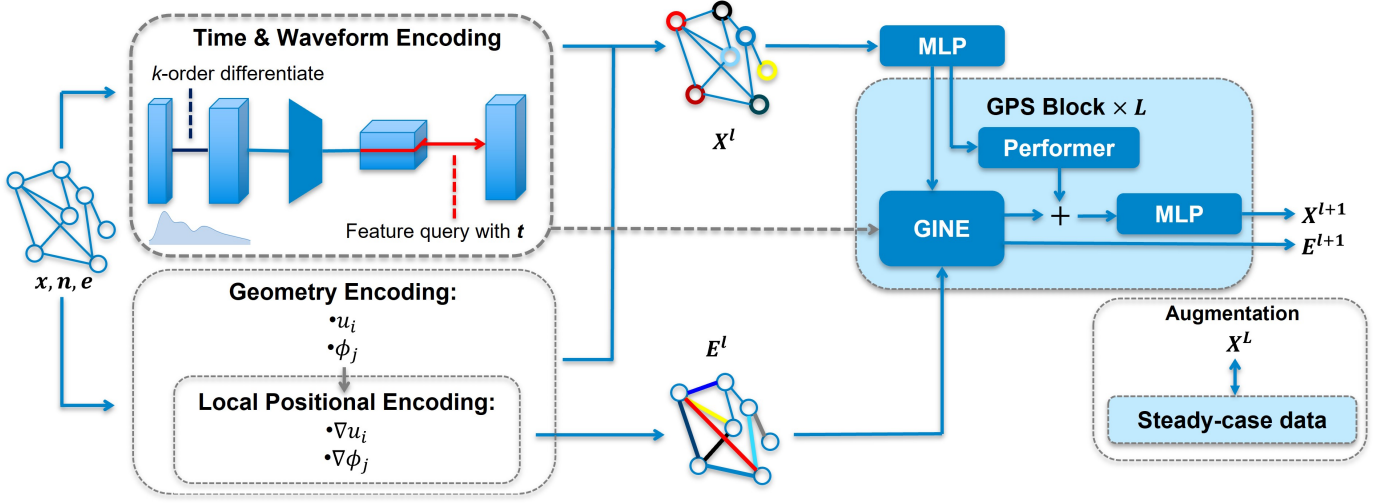 Time & Waveform Encoding
k-order differentiate
Feature query with t
x, n, e
Geometry Encoding:
•u_i
•ϕ_j
Local Positional Encoding:
•∇u_i
•∇ϕ_j
X^l
E^l
MLP
GPS Block × L
Performer
GINE
+
MLP
X^{l+1}
E^{l+1}
Augmentation
X^L
Steady-case data